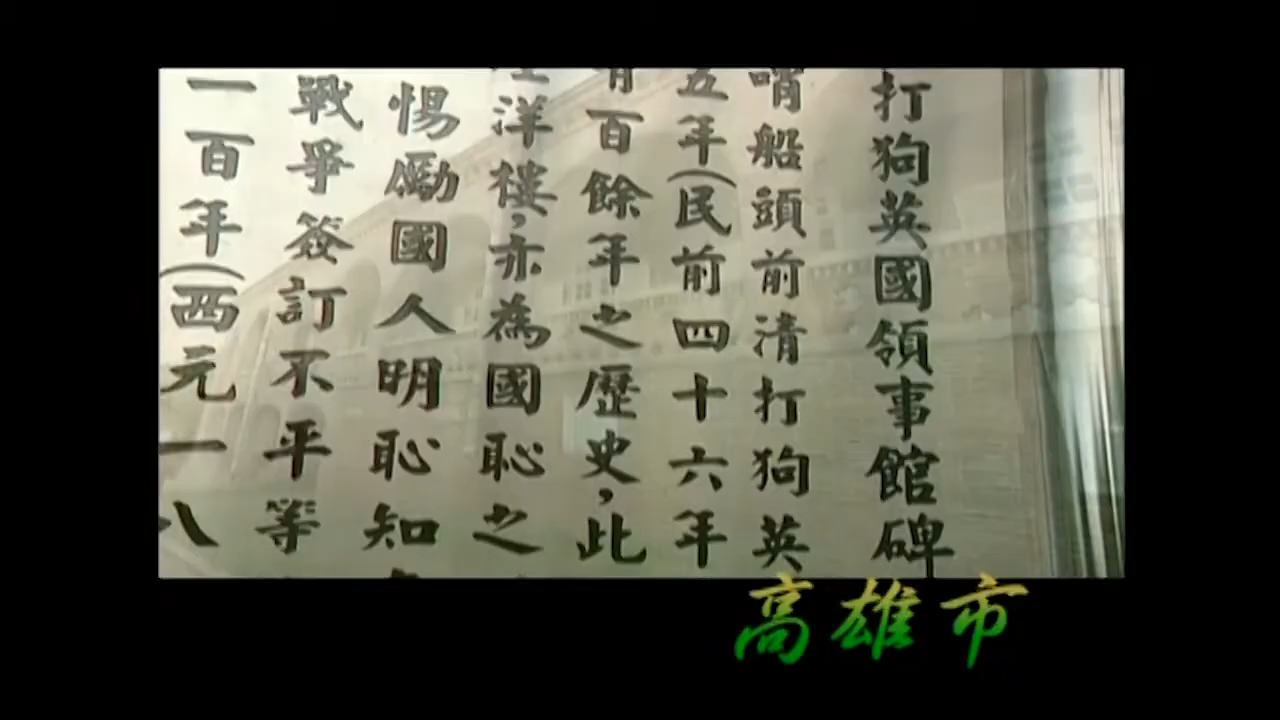 打狗英國領事館碑
哨船頭前清打狗英
五年(民前四十六年
百餘年之歷史,此
洋樓,亦為國恥之
惕勵國人明恥知
戰爭簽訂不平等
一百年(西元一八
高雄市